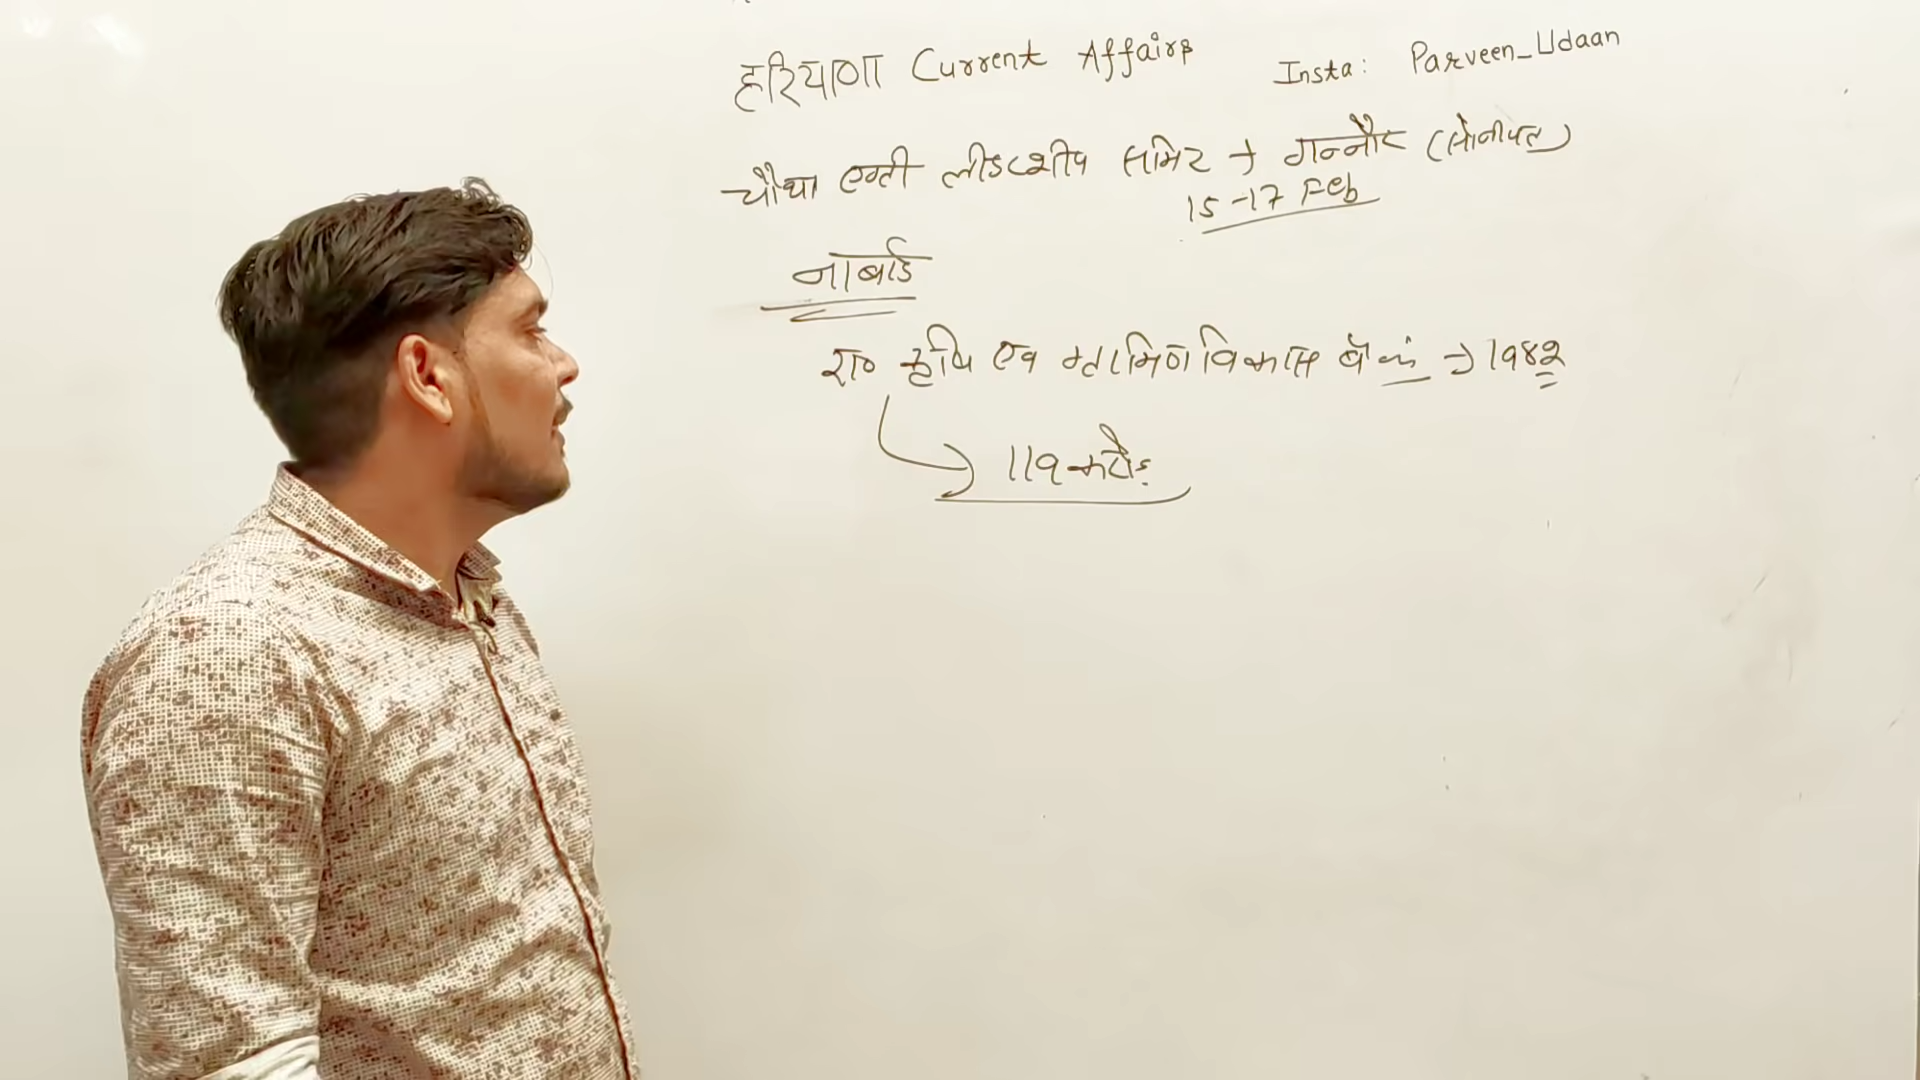 हरियाणा Current Affairs
Insta: Parveen_Udaan
चौथा एग्री लीडरशीप समिट → गन्नौर (सोनीपत)
15-17 Feb
नाबार्ड
रा० कृषि एव ग्रामिण विकास बैंक → 1982
→ 119 करोड़